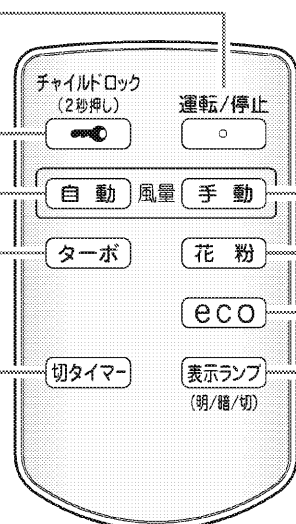 チャイルドロック
(2秒押し)
運転/停止
自動 風量 手動
ターボ 花粉
eco
切タイマー 表示ランプ
(明/暗/切)